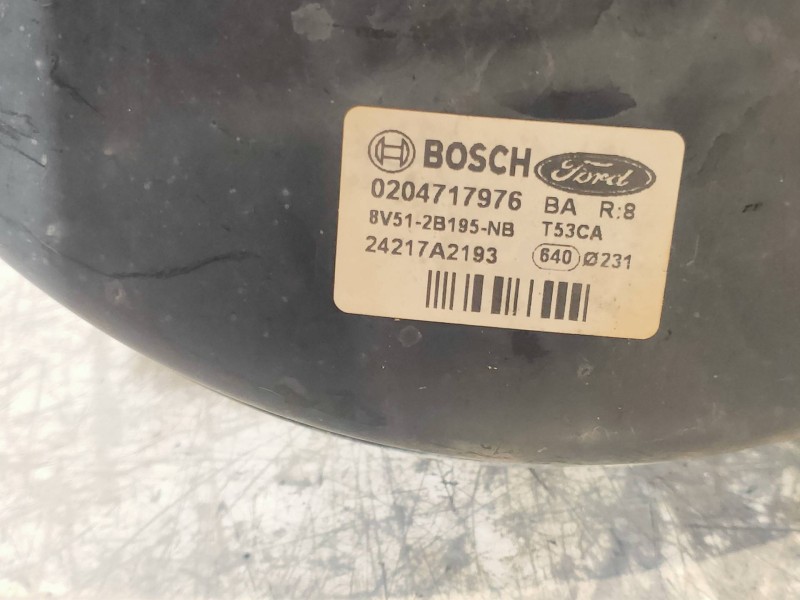 BOSCH Ford
0204717976 BA R:8
8V51-2B195-NB T53CA
24217A2193 640 Ø231